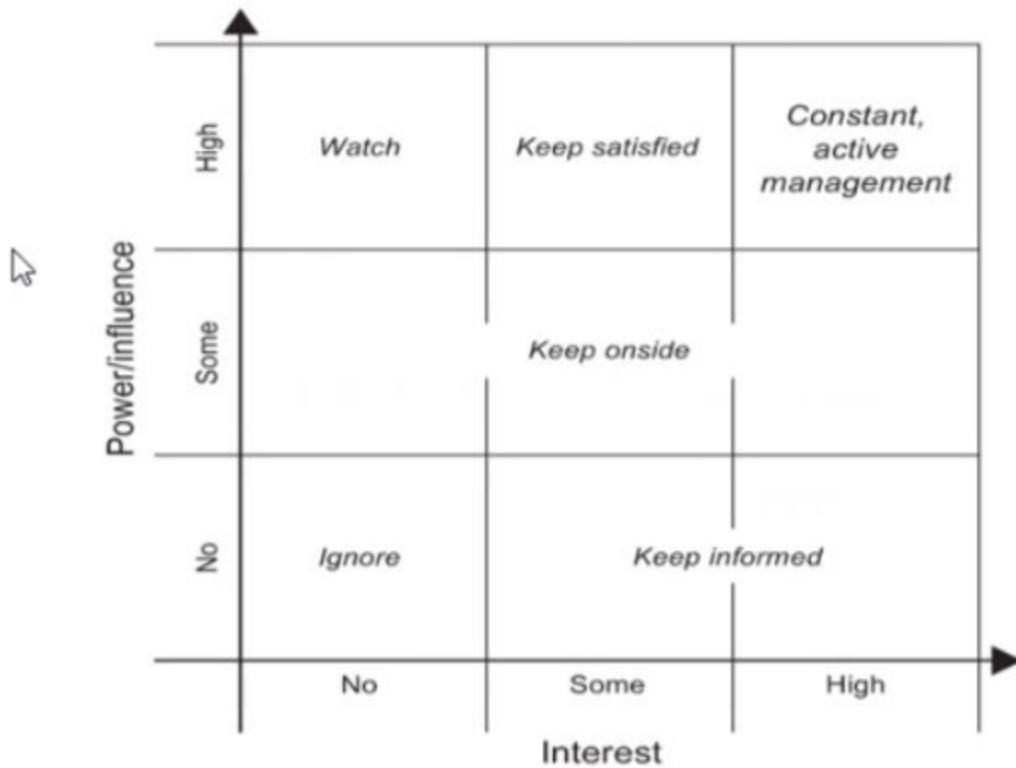 High
Watch
Keep satisfied
Constant,
active
management
Power/influence
Some
Keep onside
No
Ignore
Keep informed
No
Some
High
Interest